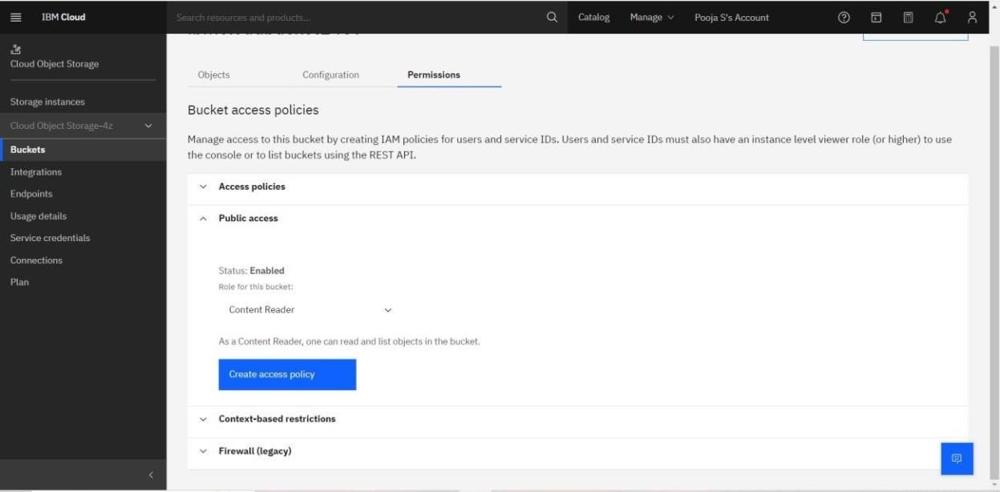 IBM Cloud
Search resources and products...
Catalog
Manage
Pooja S's Account
Cloud Object Storage
Storage instances
Cloud Object Storage-4z
Buckets
Integrations
Endpoints
Usage details
Service credentials
Connections
Plan
Objects
Configuration
Permissions
Bucket access policies
Manage access to this bucket by creating IAM policies for users and service IDs. Users and service IDs must also have an instance level viewer role (or higher) to use
the console or to list buckets using the REST API.
Access policies
Public access
Status: Enabled
Role for this bucket:
Content Reader
As a Content Reader, one can read and list objects in the bucket.
Create access policy
Context-based restrictions
Firewall (legacy)